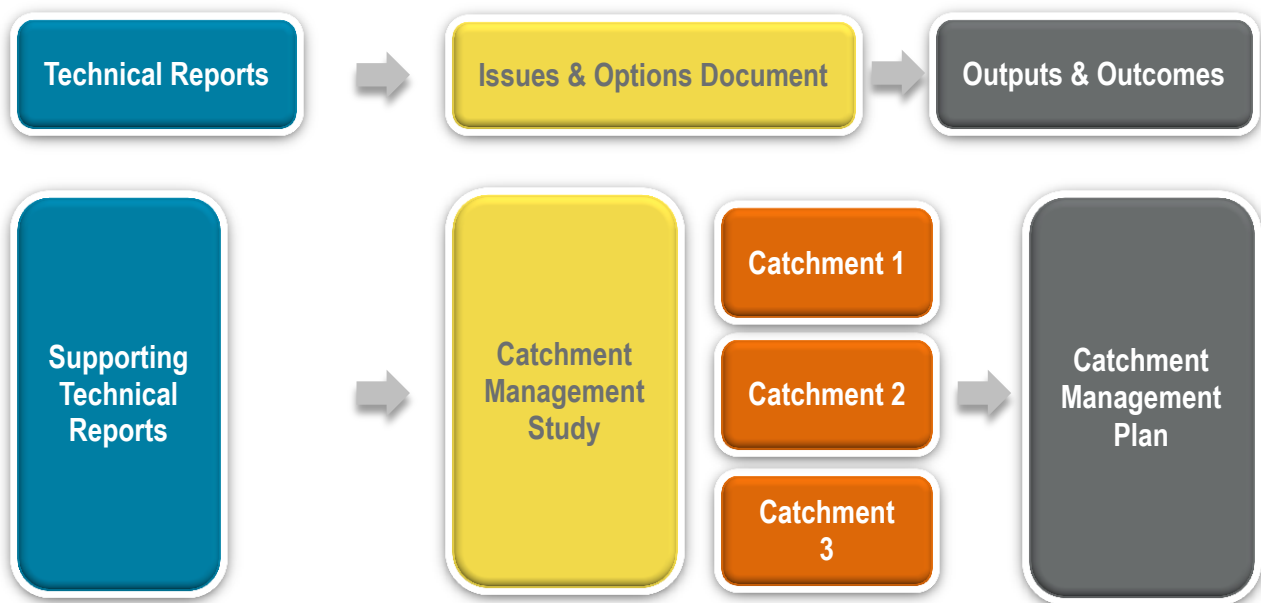 Technical Reports
Issues & Options Document
Outputs & Outcomes
Supporting
Technical
Reports
Catchment
Management
Study
Catchment 1
Catchment 2
Catchment
3
Catchment
Management
Plan